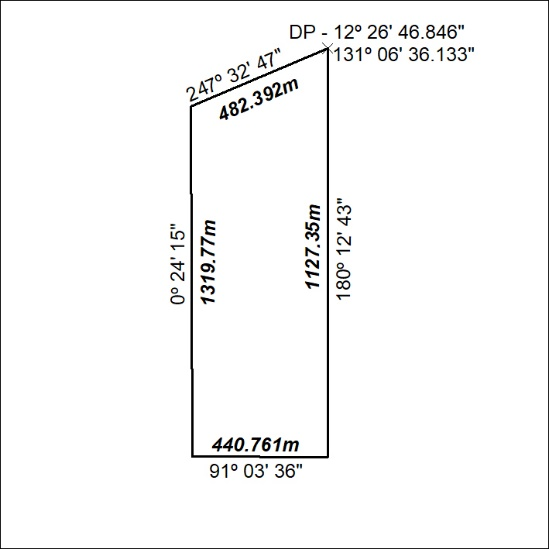 DP - 12º 26' 46.846"
131º 06' 36.133"
247º 32' 47"
482.392m
0º 24' 15"
1319.77m
1127.35m
180º 12' 43"
440.761m
91º 03' 36"